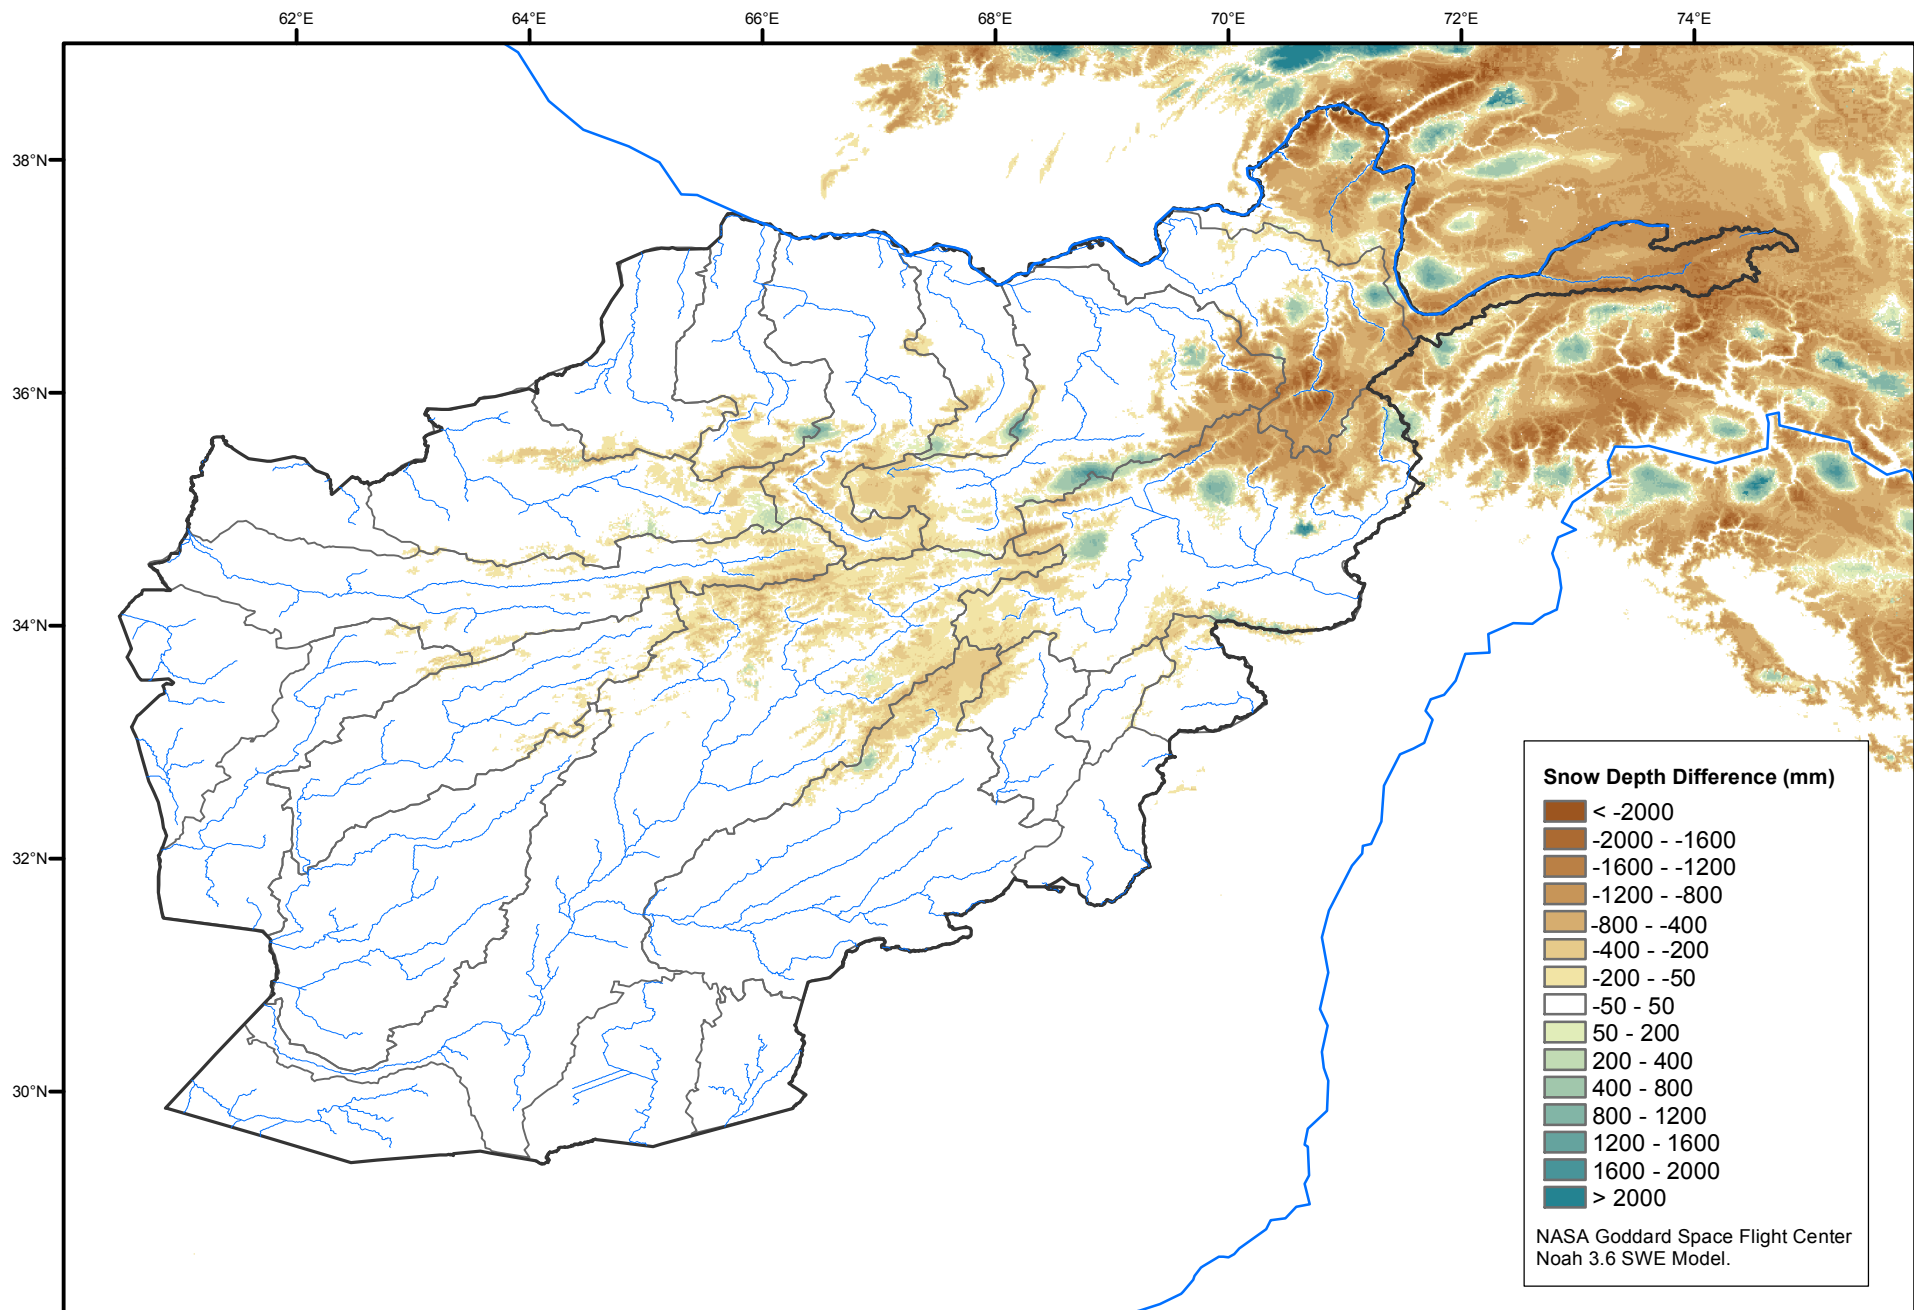 62°E 64°E 66°E 68°E 70°E 72°E 74°E
38°N
36°N
34°N
32°N
30°N
Snow Depth Difference (mm)
< -2000
-2000 - -1600
-1600 - -1200
-1200 - -800
-800 - -400
-400 - -200
-200 - -50
-50 - 50
50 - 200
200 - 400
400 - 800
800 - 1200
1200 - 1600
1600 - 2000
> 2000
NASA Goddard Space Flight Center
Noah 3.6 SWE Model.